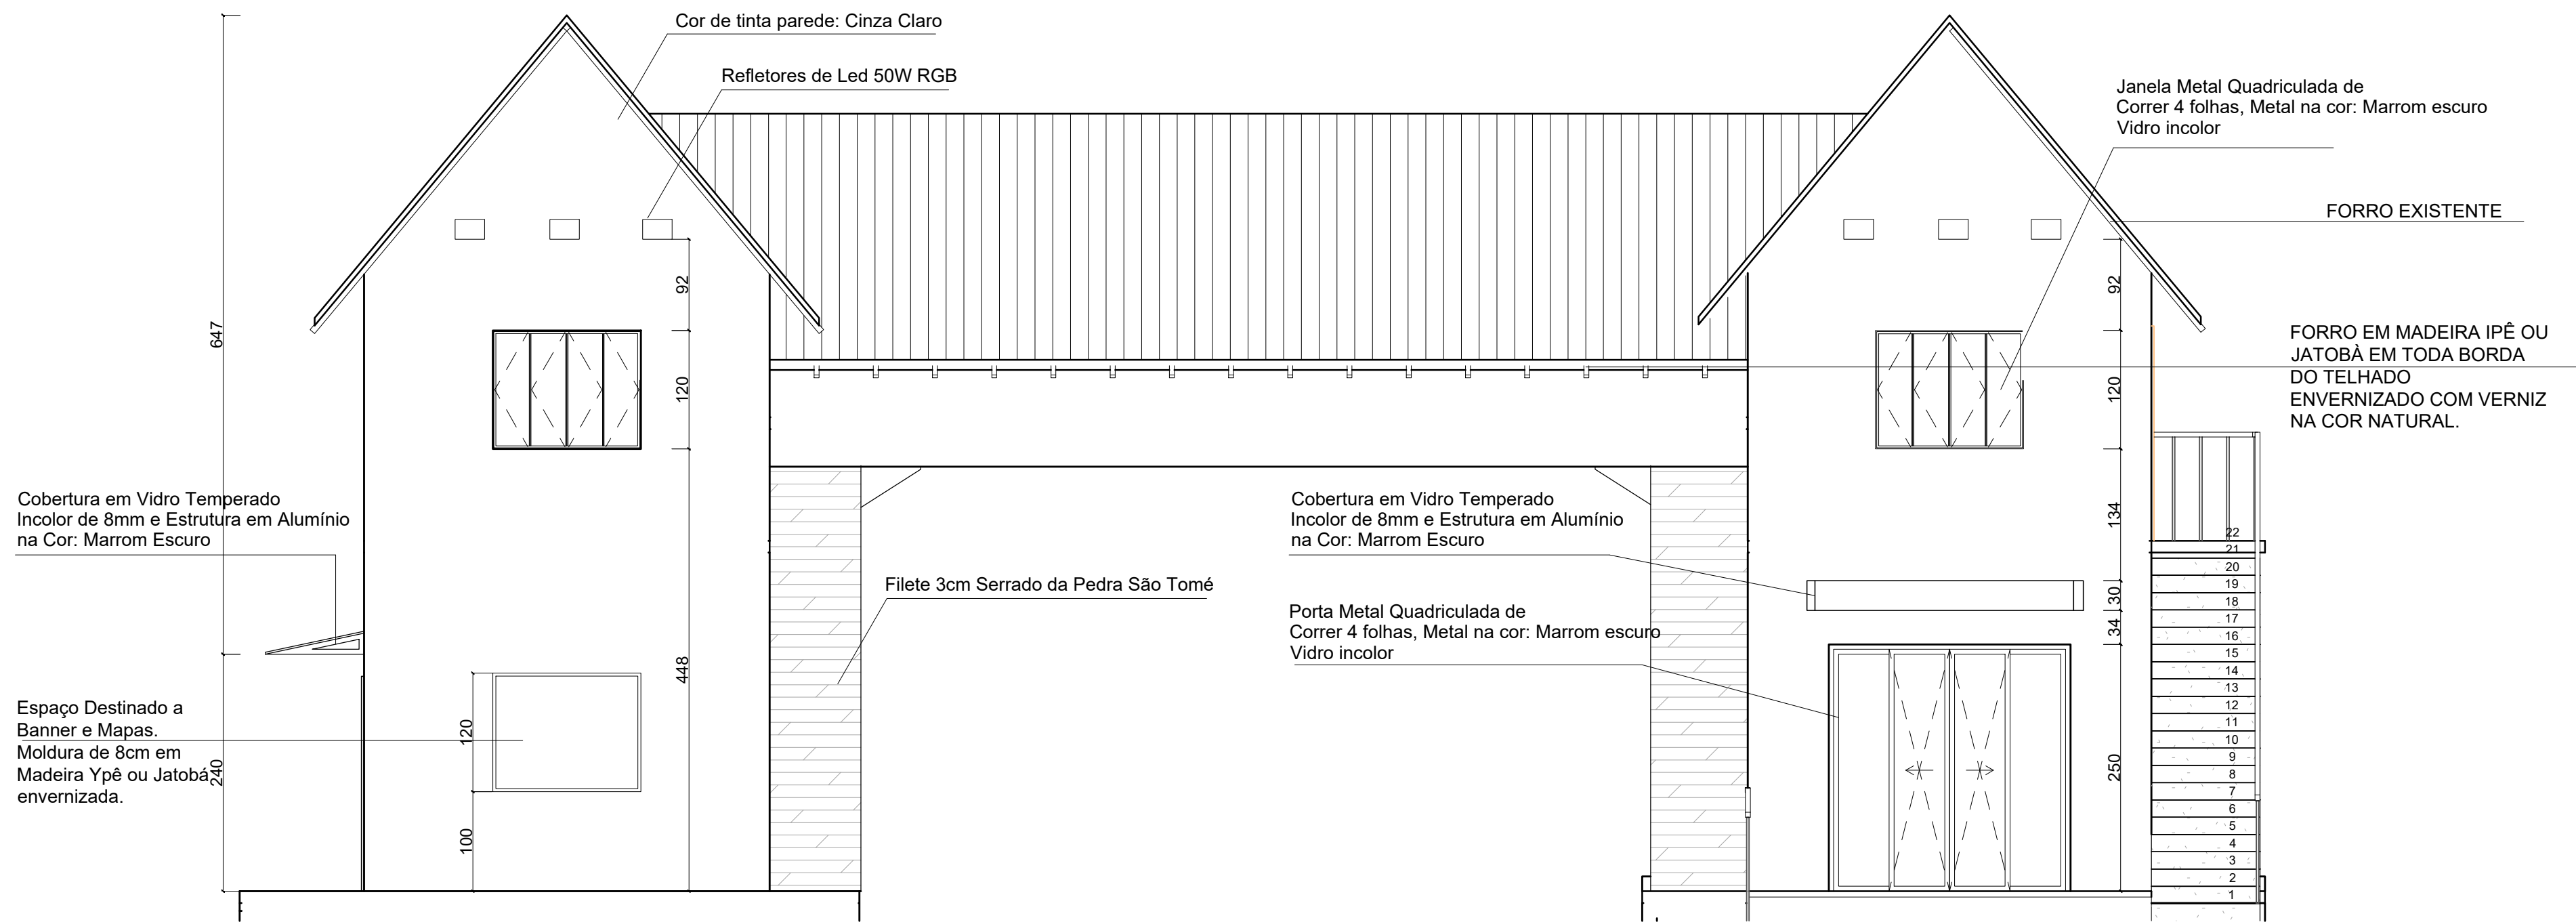 Cor de tinta parede: Cinza Claro
Refletores de Led 50W RGB
Janela Metal Quadriculada de
Correr 4 folhas, Metal na cor: Marrom escuro
Vidro incolor
FORRO EXISTENTE
FORRO EM MADEIRA IPÊ OU
JATOBÀ EM TODA BORDA
DO TELHADO
ENVERNIZADO COM VERNIZ
NA COR NATURAL.
647
240
92
120
448
120
100
Cobertura em Vidro Temperado
Incolor de 8mm e Estrutura em Alumínio
na Cor: Marrom Escuro
Espaço Destinado a
Banner e Mapas.
Moldura de 8cm em
Madeira Ypê ou Jatobá
envernizada.
Filete 3cm Serrado da Pedra São Tomé
Cobertura em Vidro Temperado
Incolor de 8mm e Estrutura em Alumínio
na Cor: Marrom Escuro
Porta Metal Quadriculada de
Correr 4 folhas, Metal na cor: Marrom escuro
Vidro incolor
92
120
134
30
34
250
22
21
20
19
18
17
16
15
14
13
12
11
10
9
8
7
6
5
4
3
2
1